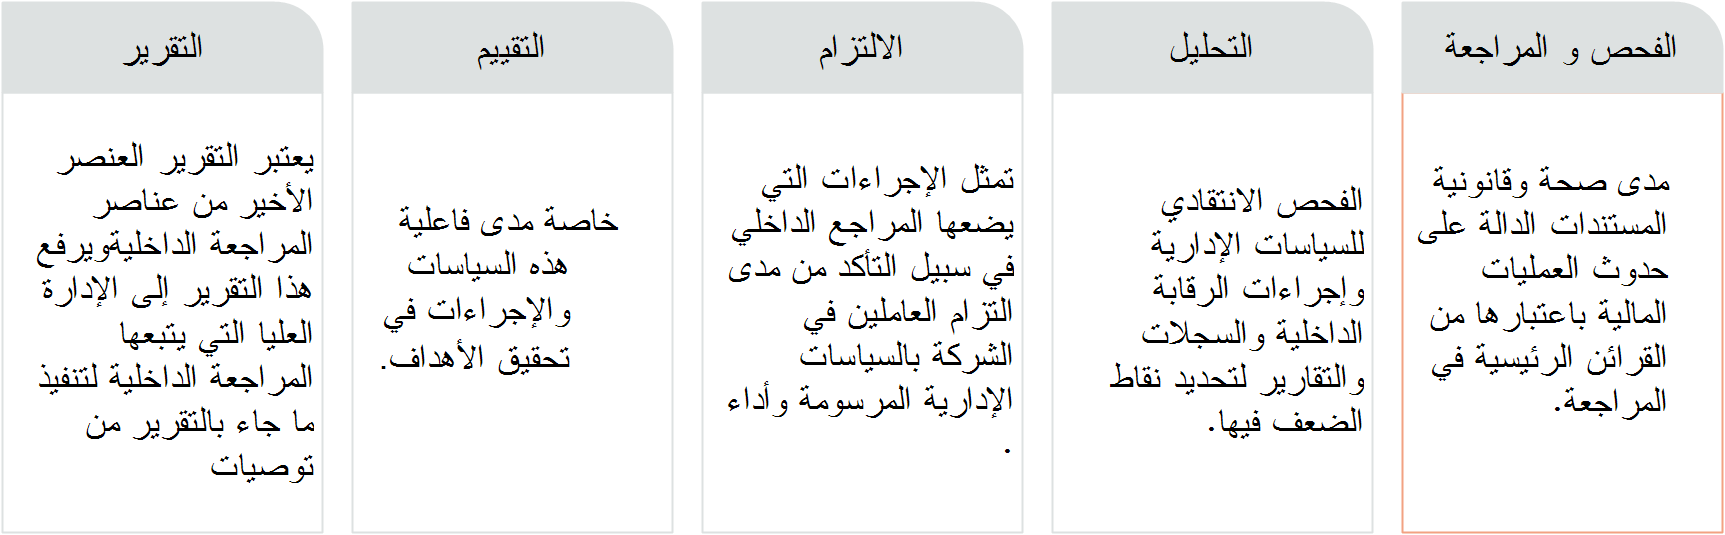 الفحص و المراجعة
مدى صحة وقانونية
المستندات الدالة على
حدوث العمليات
المالية باعتبارها من
القرائن الرئيسية في
المراجعة.
التحليل
الفحص الانتقادي
للسياسات الإدارية
وإجراءات الرقابة
الداخلية والسجلات
والتقارير لتحديد نقاط
الضعف فيها.
الالتزام
تمثل الإجراءات التي
يضعها المراجع الداخلي
في سبيل التأكد من مدى
التزام العاملين في
الشركة بالسياسات
الإدارية المرسومة وأداء
.
التقييم
خاصة مدى فاعلية
هذه السياسات
والإجراءات في
تحقيق الأهداف.
التقرير
يعتبر التقرير العنصر
الأخير من عناصر
المراجعة الداخليةويرفع
هذا التقرير إلى الإدارة
العليا التي يتبعها
المراجعة الداخلية لتنفيذ
ما جاء بالتقرير من
توصيات